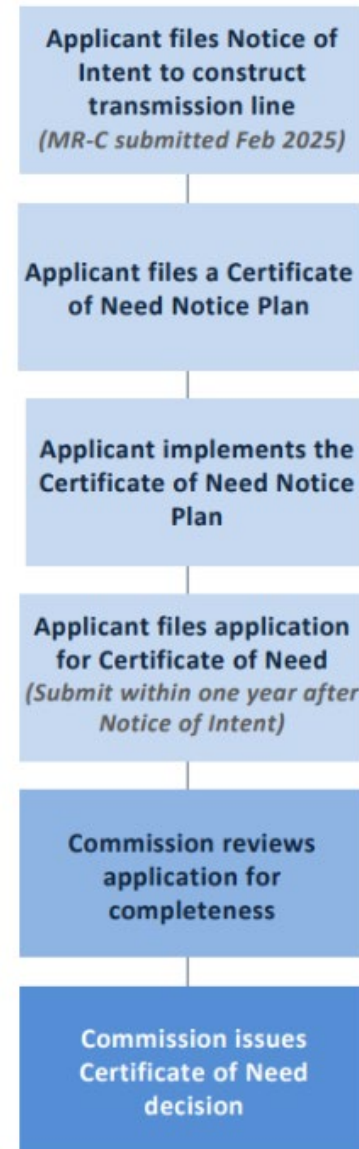 Applicant files Notice of
Intent to construct
transmission line
(MR-C submitted Feb 2025)
Applicant files a Certificate
of Need Notice Plan
Applicant implements the
Certificate of Need Notice
Plan
Applicant files application
for Certificate of Need
(Submit within one year after
Notice of Intent)
Commission reviews
application for
completeness
Commission issues
Certificate of Need
decision